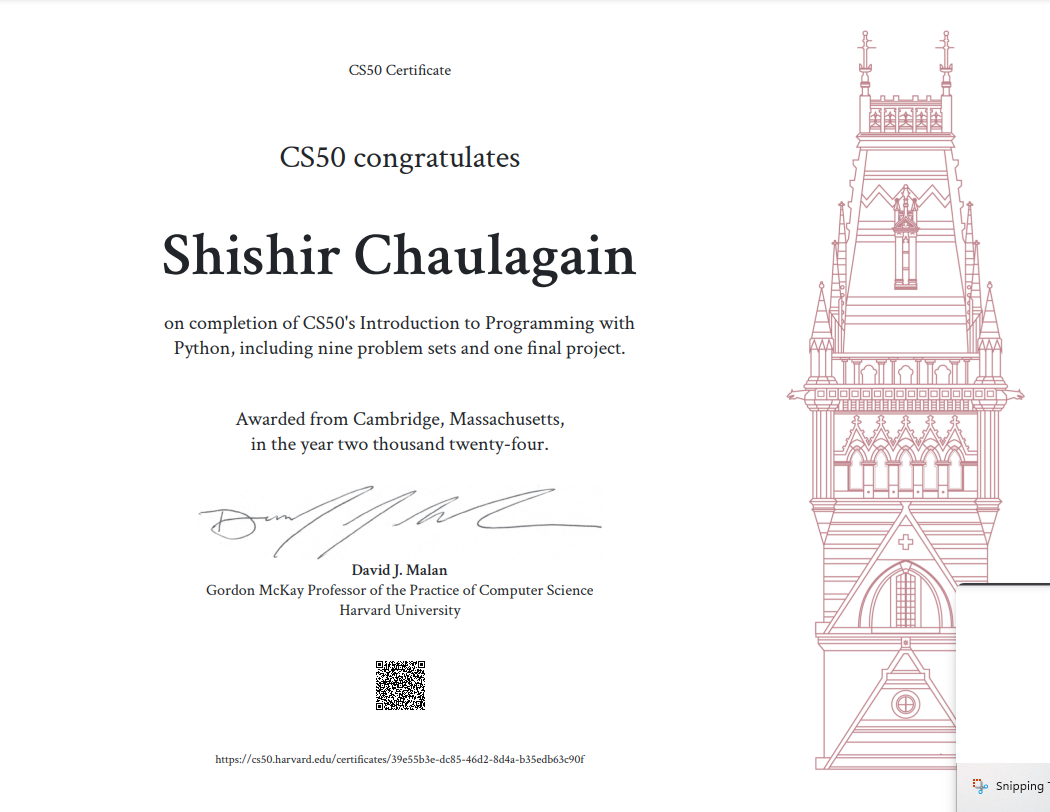 CS50 Certificate
CS50 congratulates
Shishir Chaulagain
on completion of CS50's Introduction to Programming with
Python, including nine problem sets and one final project.
Awarded from Cambridge, Massachusetts,
in the year two thousand twenty-four.
David J. Malan
Gordon McKay Professor of the Practice of Computer Science
Harvard University
https://cs50.harvard.edu/certificates/39e55b3e-dc85-46d2-8d4a-b35edb63c90f
Snipping